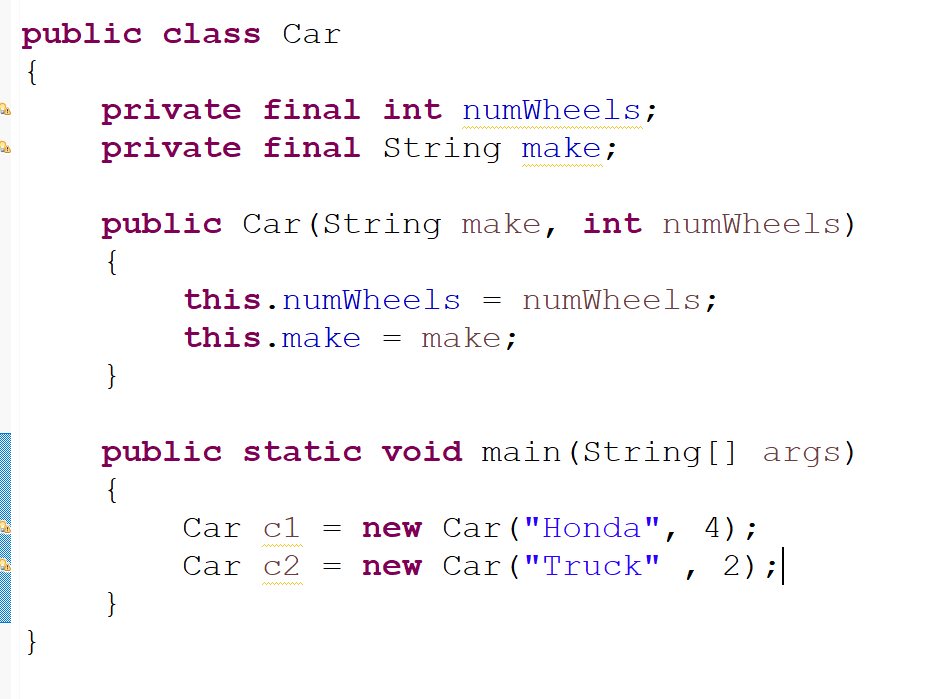 public class Car
{
private final int numWheels;
private final String make;
public Car(String make, int numWheels)
{
this.numWheels = numWheels;
this.make = make;
}
public static void main(String[] args)
{
Car c1 = new Car("Honda", 4);
Car c2 = new Car("Truck" , 2);
}
}